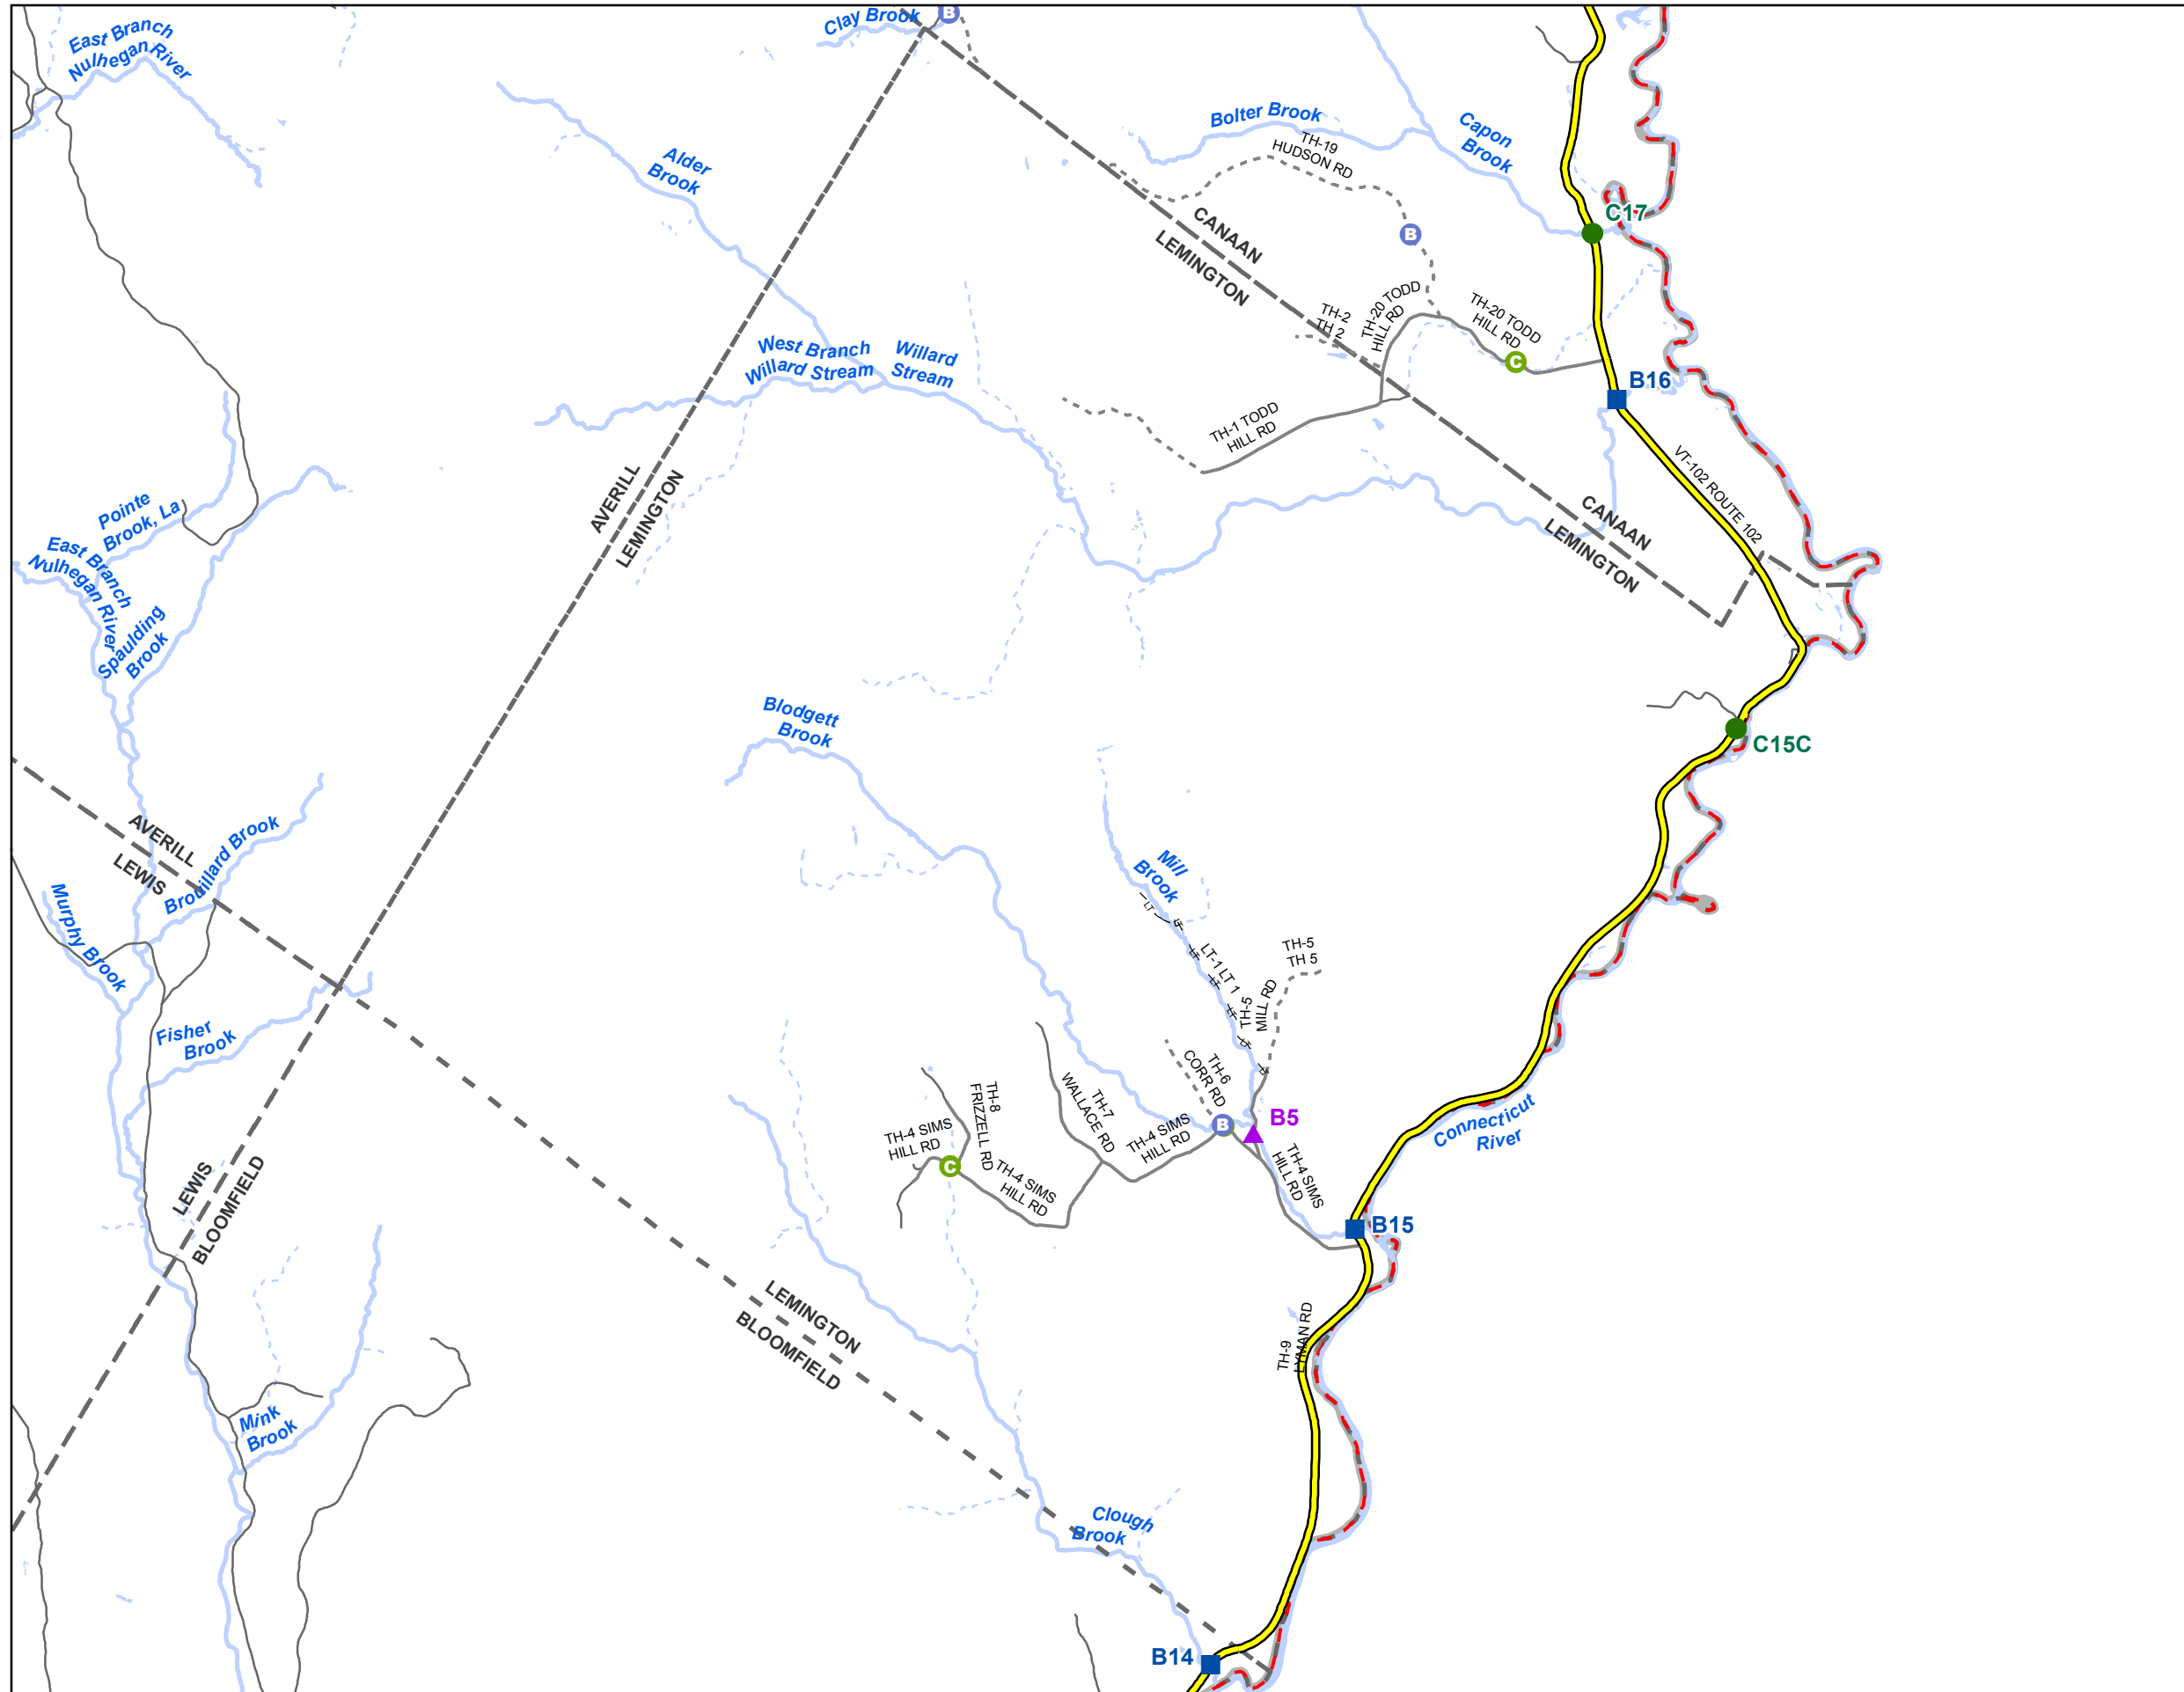 Clay Brook
B
East Branch
Nulhegan River
Bolter Brook
Capon
Brook
TH-19
HUDSON RD
Alder
Brook
C17
CANAAN
LEMINGTON
B
TH-20 TODD
HILL RD
TH-2
TH 2
TH-20 TODD
HILL RD
C
West Branch
Willard Stream
Willard
Stream
B16
TH-1 TODD
HILL RD
VT-102 ROUTE 102
AVERILL
LEMINGTON
CANAAN
LEMINGTON
Pointe
Brook, La
East Branch
Nulhegan River
Spaulding
Brook
Blodgett
Brook
C15C
AVERILL
LEWIS
Brouillard Brook
Murphy Brook
Mill
Brook
LT
LT
LT
LT-1 LT 1
LT
LT
LT
LT
TH-5
TH 5
TH-5
MILL RD
Fisher
Brook
TH-6
CORR RD
TH-7
WALLACE RD
TH-8
FRIZZELL RD
B5
B
Connecticut
River
TH-4 SIMS
HILL RD
TH-4 SIMS
HILL RD
C
TH-4 SIMS
HILL RD
TH-4 SIMS
HILL RD
LEWIS
BLOOMFIELD
B15
LEMINGTON
BLOOMFIELD
TH-9
LYMAN RD
Mink
Brook
Clough
Brook
B14